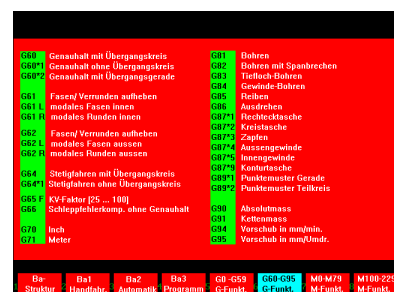 G60 Genauhalt mit Übergangskreis
G60*1 Genauhalt ohne Übergangskreis
G60*2 Genauhalt mit Übergangsgerade
G61 Fasen/ Verrunden aufheben
G61 L modales Fasen innen
G61 R modales Runden innen
G62 Fasen/ Verrunden aufheben
G62 L modales Fasen aussen
G62 R modales Runden aussen
G64 Stetigfahren mit Übergangskreis
G64*1 Stetigfahren ohne Übergangskreis
G65 F KV-Faktor [25 ... 100]
G66 Schleppfehlerkomp. ohne Genauhalt
G70 Inch
G71 Meter
G81 Bohren
G82 Bohren mit Spanbrechen
G83 Tiefloch-Bohren
G84 Gewinde-Bohren
G85 Reiben
G86 Ausdrehen
G87*1 Rechtecktasche
G87*2 Kreistasche
G87*3 Zapfen
G87*4 Aussengewinde
G87*5 Innengewinde
G87*9 Konturtasche
G89*1 Punktemuster Gerade
G89*2 Punktemuster Teilkreis
G90 Absolutmass
G91 Kettenmass
G94 Vorschub in mm/min.
G95 Vorschub in mm/Umdr.
Ba- Struktur
Ba1 Handfahr.
Ba2 Automatik
Ba3 Programm
G0 -G59 G-Funkt.
G60-G95 G-Funkt.
M0-M79 M-Funkt.
M100-229 M-Funkt.